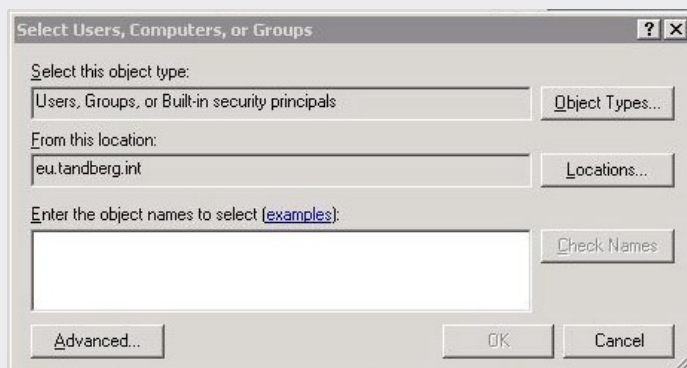 Select Users, Computers, or Groups
Select this object type:
Users, Groups, or Built-in security principals
Object Types...
From this location:
eu.tandberg.int
Locations...
Enter the object names to select (examples):
Check Names
Advanced...
OK
Cancel